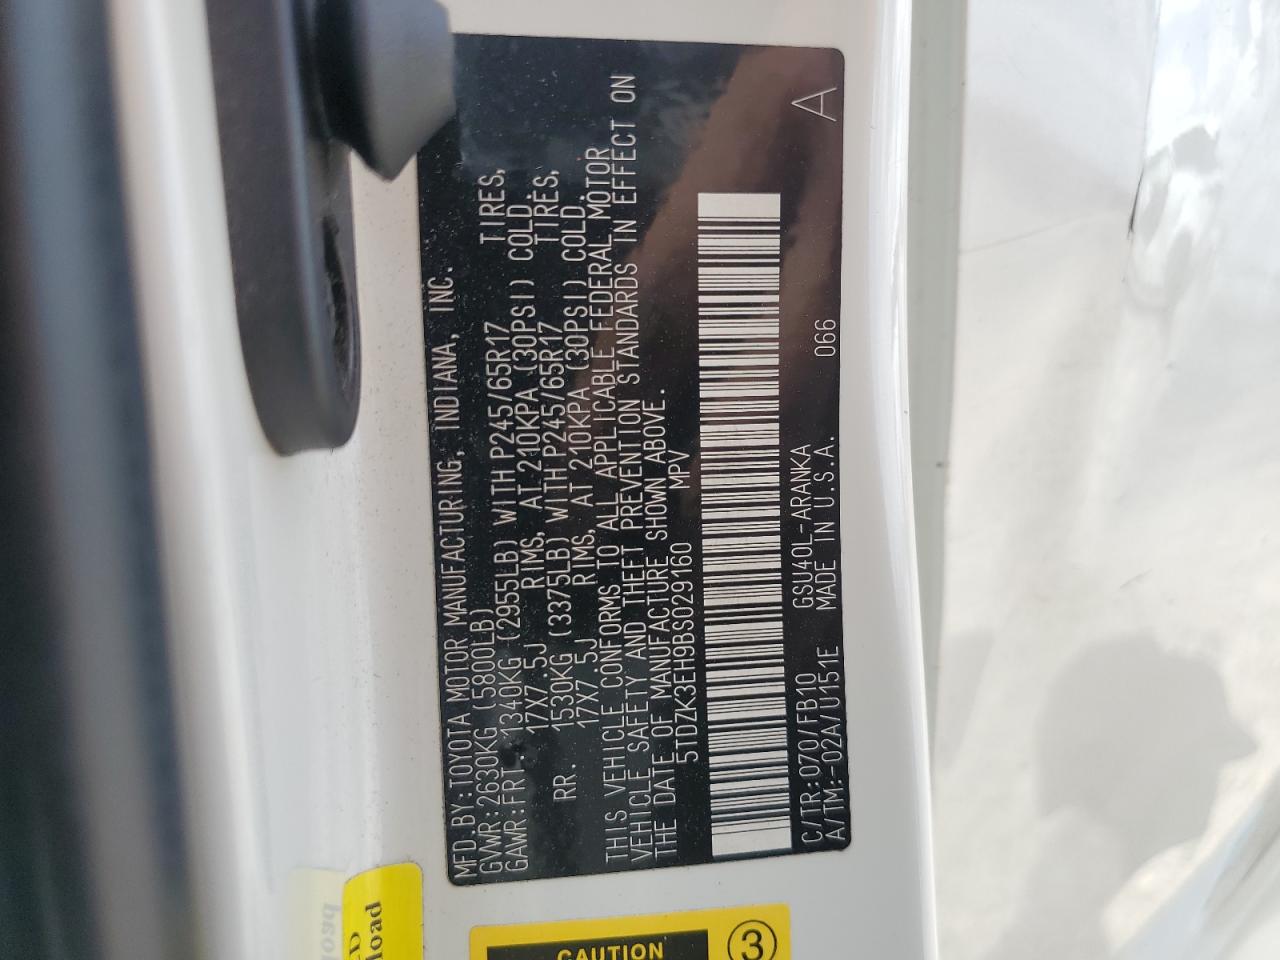 MFD.BY:TOYOTA MOTOR MANUFACTURING, INDIANA, INC.
GVWR:2630KG(5800LB)
GAWR:FRT. 1340KG (2955LB) WITH P245/65R17 TIRES,
17X7.5J RIMS, AT 210KPA (30PSI) COLD.
RR. 1530KG (3375LB) WITH P245/65R17 TIRES,
17X7.5J RIMS, AT 210KPA (30PSI) COLD.
THIS VEHICLE CONFORMS TO ALL APPLICABLE FEDERAL MOTOR
VEHICLE SAFETY AND THEFT PREVENTION STANDARDS IN EFFECT ON
THE DATE OF MANUFACTURE SHOWN ABOVE.
5TDZK3EH9BS029160 MPV
C/TR:070/FB10 GSU40L-ARANKA
A/TM:-02A/U151E MADE IN U.S.A. 066 A
CAUTION
3
load